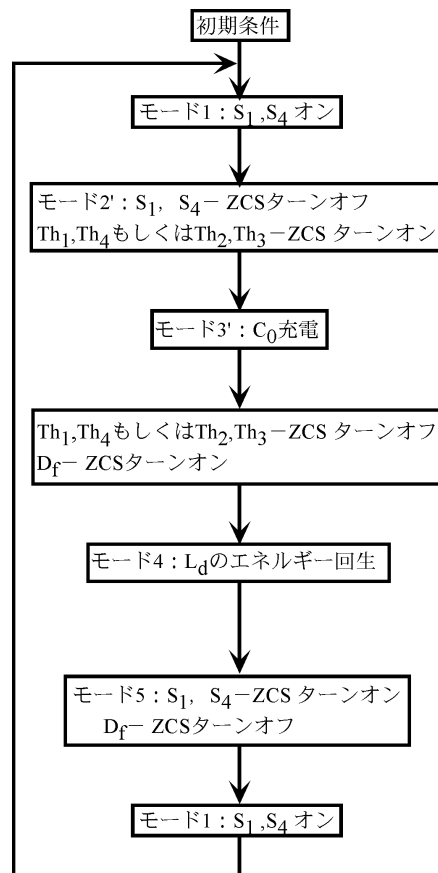 初期条件
モード1：S1 ,S4 オン
モード2'：S1， S4－ZCSターンオフ
Th1,Th4もしくはTh2,Th3－ZCS ターンオン
モード3'：C0充電
Th1,Th4もしくはTh2,Th3－ZCS ターンオフ
Df－ ZCSターンオン
モード4：Ldのエネルギー回生
モード5：S1， S4－ZCS ターンオン
Df－ ZCSターンオフ
モード1：S1 ,S4 オン